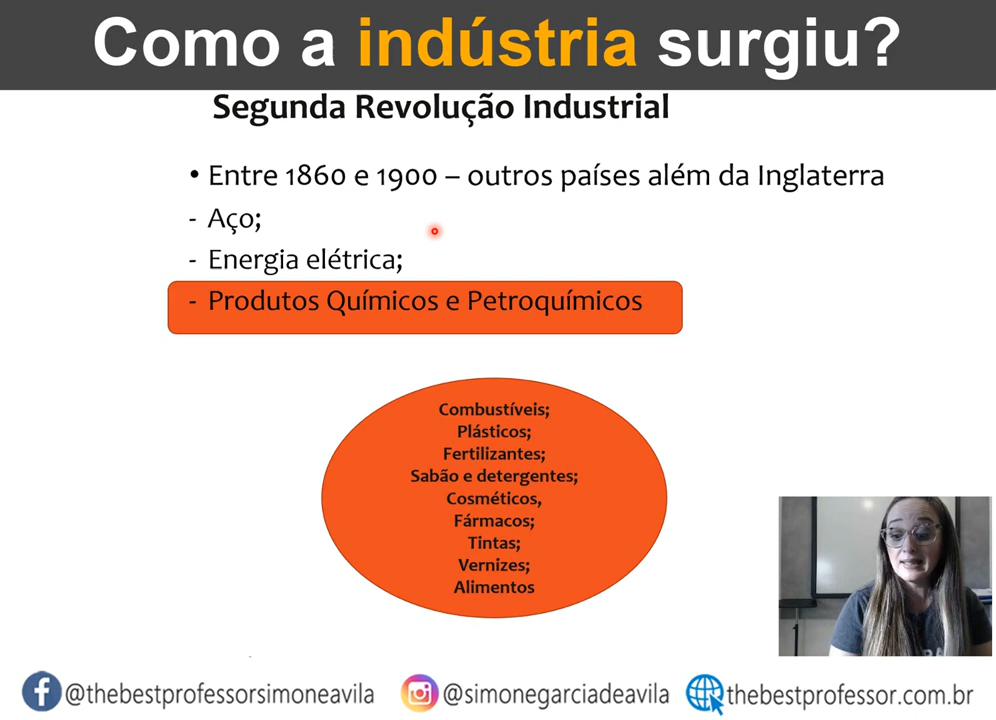 Como a indústria surgiu?
Segunda Revolução Industrial
• Entre 1860 e 1900 – outros países além da Inglaterra
- Aço;
- Energia elétrica;
- Produtos Químicos e Petroquímicos
Combustíveis;
Plásticos;
Fertilizantes;
Sabão e detergentes;
Cosméticos,
Fármacos;
Tintas;
Vernizes;
Alimentos
@thebestprofessorsimoneavila @simonegarciadeavila thebestprofessor.com.br